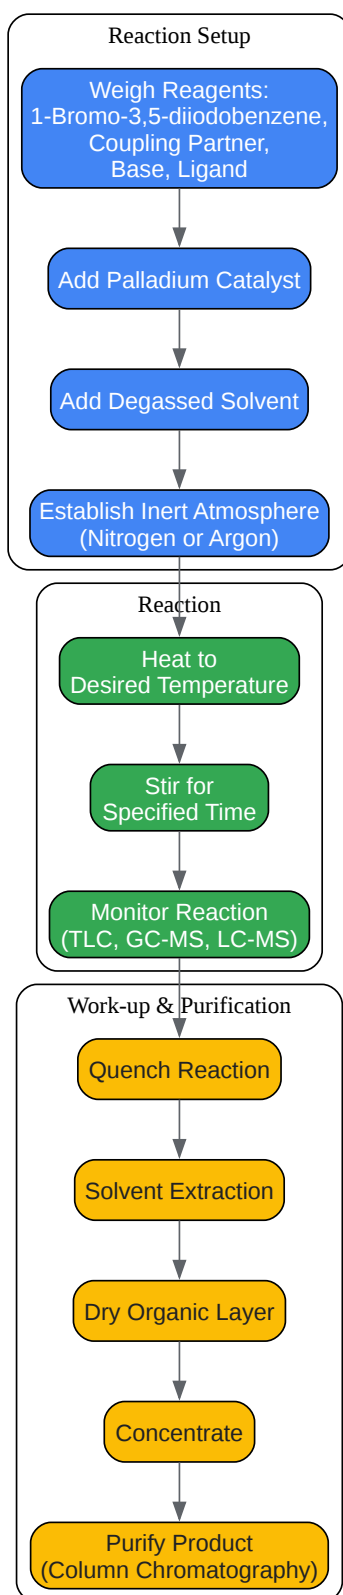 Reaction Setup
Weigh Reagents:
1-Bromo-3,5-diiodobenzene,
Coupling Partner,
Base, Ligand
Add Palladium Catalyst
Add Degassed Solvent
Establish Inert Atmosphere
(Nitrogen or Argon)
Reaction
Heat to
Desired Temperature
Stir for
Specified Time
Monitor Reaction
(TLC, GC-MS, LC-MS)
Work-up & Purification
Quench Reaction
Solvent Extraction
Dry Organic Layer
Concentrate
Purify Product
(Column Chromatography)